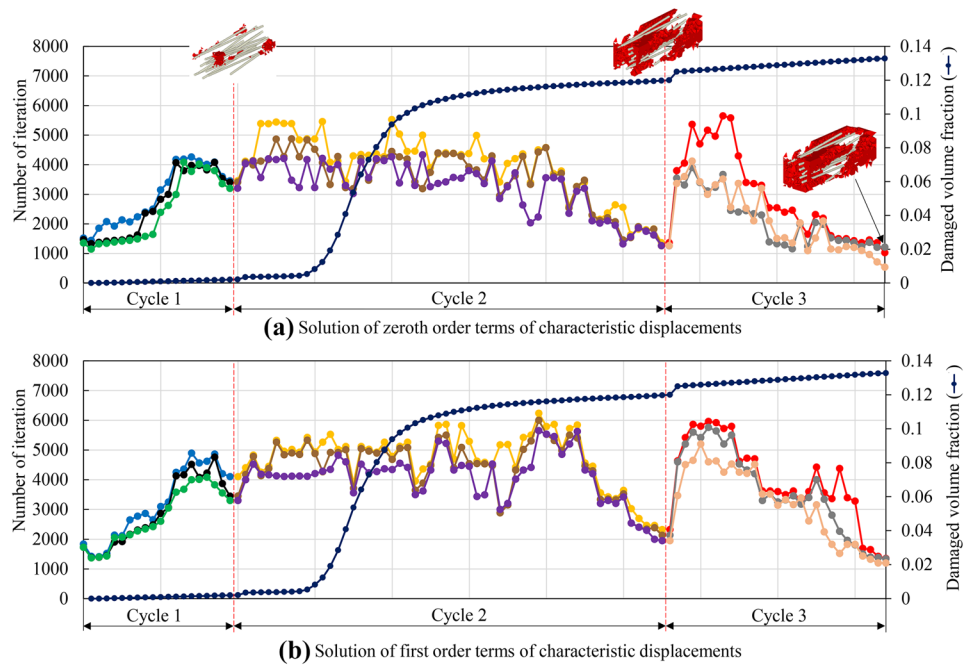 8000
7000
6000
5000
4000
3000
2000
1000
0
Number of iteration
0.14
0.12
0.1
0.08
0.06
0.04
0.02
0
Damaged volume fraction ( )
Cycle 1
Cycle 2
Cycle 3
(a) Solution of zeroth order terms of characteristic displacements
8000
7000
6000
5000
4000
3000
2000
1000
0
Number of iteration
0.14
0.12
0.1
0.08
0.06
0.04
0.02
0
Damaged volume fraction ( )
Cycle 1
Cycle 2
Cycle 3
(b) Solution of first order terms of characteristic displacements